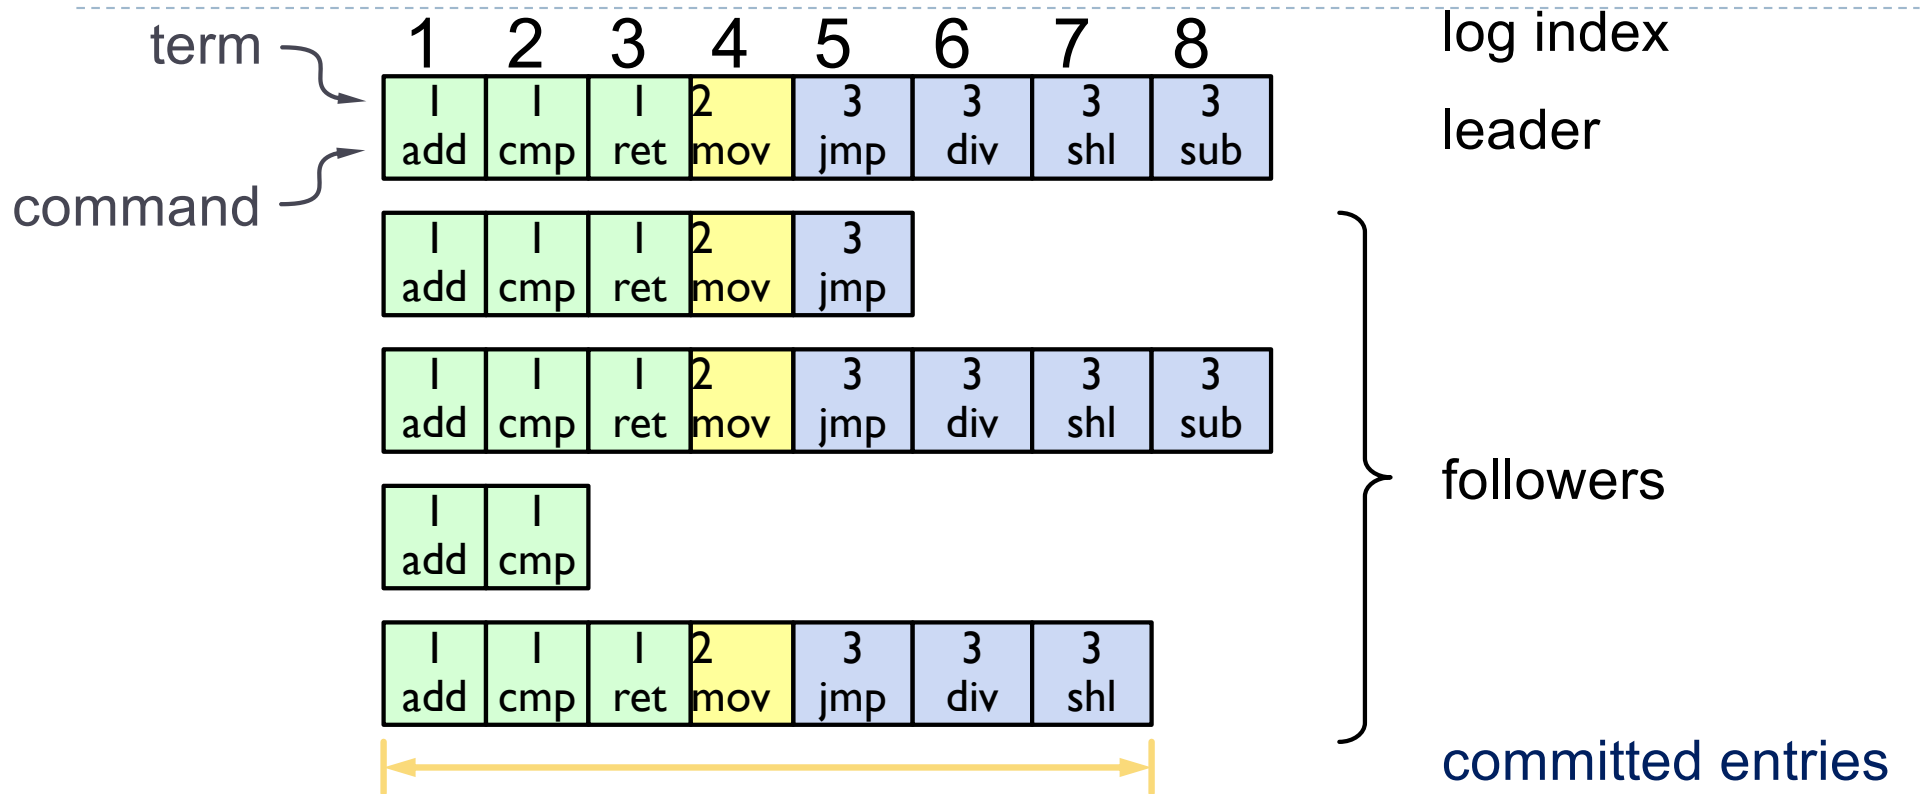 term 1 2 3 4 5 6 7 8 log index
1 1 1 2 3 3 3 3 leader
add cmp ret mov jmp div shl sub
command
1 1 1 2 3
add cmp ret mov jmp
1 1 1 2 3 3 3 3
add cmp ret mov jmp div shl sub
followers
1 1
add cmp
1 1 1 2 3 3 3
add cmp ret mov jmp div shl
committed entries